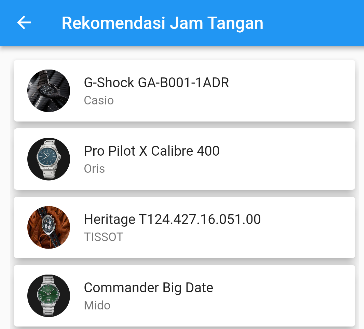 Rekomendasi Jam Tangan
G-Shock GA-B001-1ADR
Casio
Pro Pilot X Calibre 400
Oris
Heritage T124.427.16.051.00
TISSOT
Commander Big Date
Mido